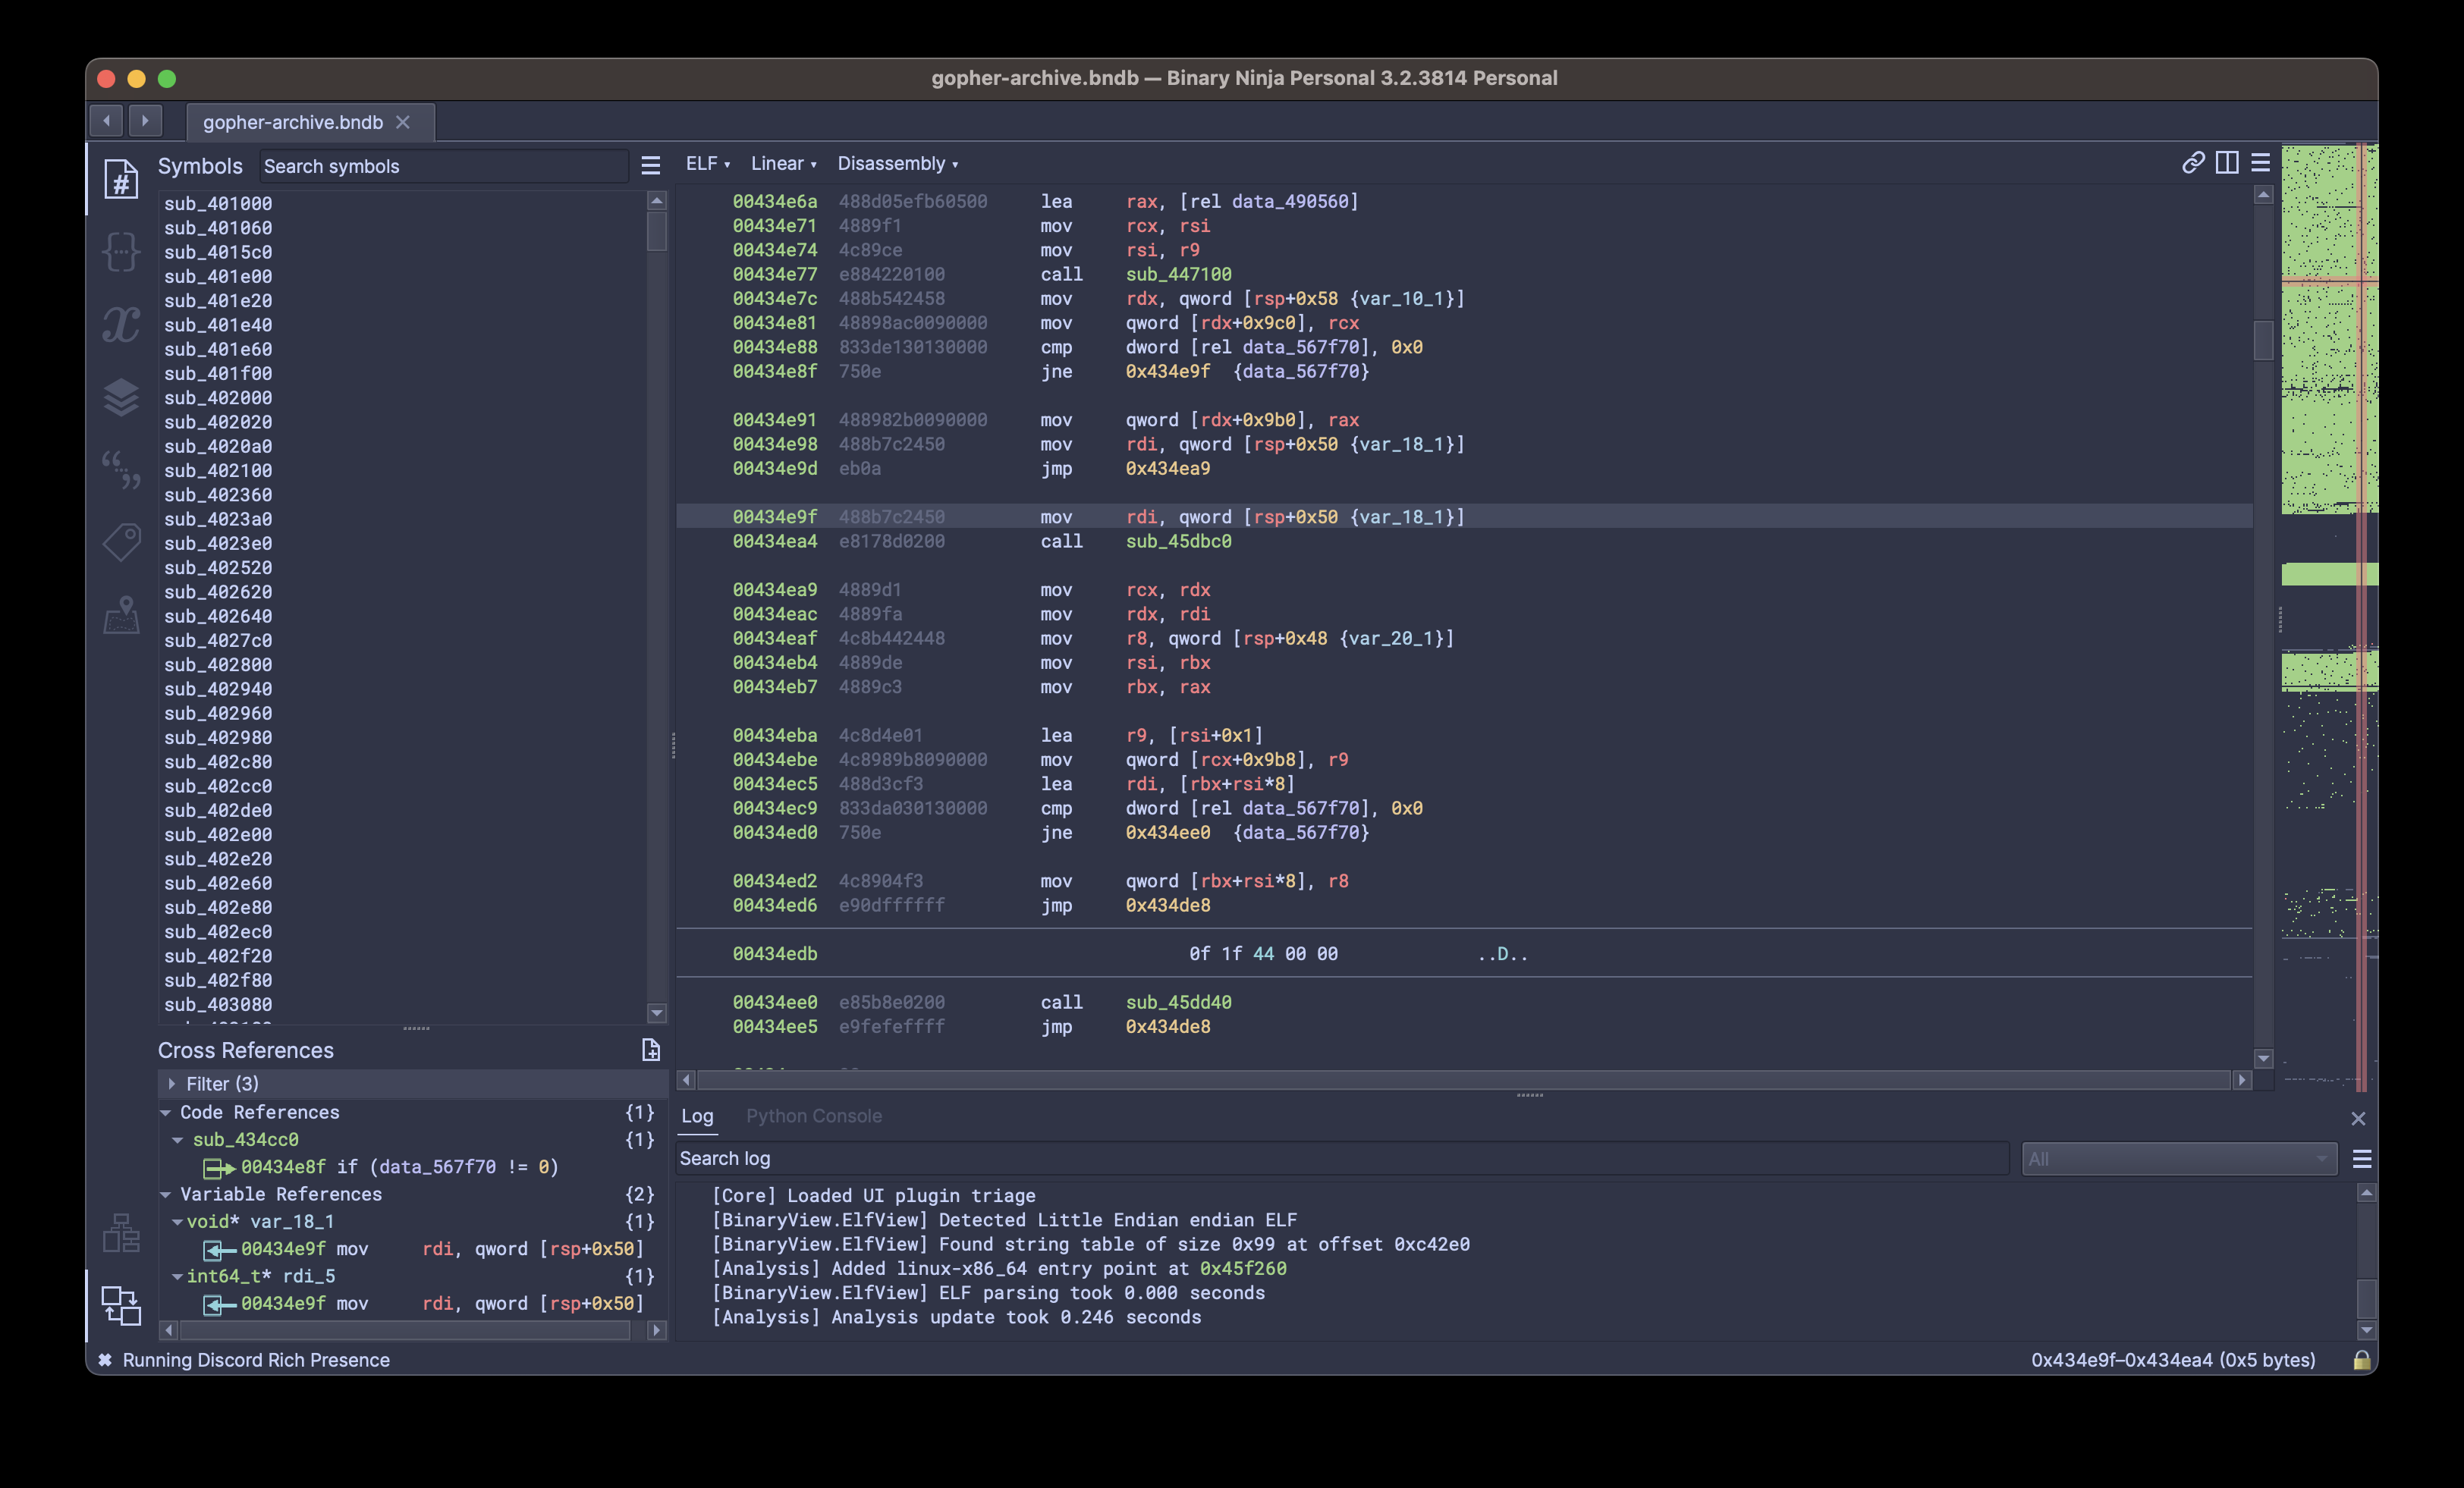 gopher-archive.bndb — Binary Ninja Personal 3.2.3814 Personal
gopher-archive.bndb
Symbols
Search symbols
sub_401000
sub_401060
sub_4015c0
sub_401e00
sub_401e20
sub_401e40
sub_401e60
sub_401f00
sub_402000
sub_402020
sub_4020a0
sub_402100
sub_402360
sub_4023a0
sub_4023e0
sub_402520
sub_402620
sub_402640
sub_4027c0
sub_402800
sub_402940
sub_402960
sub_402980
sub_402c80
sub_402cc0
sub_402de0
sub_402e00
sub_402e20
sub_402e60
sub_402e80
sub_402ec0
sub_402f20
sub_402f80
sub_403080
Cross References
Filter (3)
Code References {1}
sub_434cc0 {1}
00434e8f if (data_567f70 != 0)
Variable References {2}
void* var_18_1 {1}
00434e9f mov rdi, qword [rsp+0x50]
int64_t* rdi_5 {1}
00434e9f mov rdi, qword [rsp+0x50]
ELF Linear Disassembly
00434e6a 488d05efb60500 lea rax, [rel data_490560]
00434e71 4889f1 mov rcx, rsi
00434e74 4c89ce mov rsi, r9
00434e77 e884220100 call sub_447100
00434e7c 488b542458 mov rdx, qword [rsp+0x58 {var_10_1}]
00434e81 48898ac0090000 mov qword [rdx+0x9c0], rcx
00434e88 833de130130000 cmp dword [rel data_567f70], 0x0
00434e8f 750e jne 0x434e9f {data_567f70}
00434e91 488982b0090000 mov qword [rdx+0x9b0], rax
00434e98 488b7c2450 mov rdi, qword [rsp+0x50 {var_18_1}]
00434e9d eb0a jmp 0x434ea9
00434e9f 488b7c2450 mov rdi, qword [rsp+0x50 {var_18_1}]
00434ea4 e8178d0200 call sub_45dbc0
00434ea9 4889d1 mov rcx, rdx
00434eac 4889fa mov rdx, rdi
00434eaf 4c8b442448 mov r8, qword [rsp+0x48 {var_20_1}]
00434eb4 4889de mov rsi, rbx
00434eb7 4889c3 mov rbx, rax
00434eba 4c8d4e01 lea r9, [rsi+0x1]
00434ebe 4c8989b8090000 mov qword [rcx+0x9b8], r9
00434ec5 488d3cf3 lea rdi, [rbx+rsi*8]
00434ec9 833da030130000 cmp dword [rel data_567f70], 0x0
00434ed0 750e jne 0x434ee0 {data_567f70}
00434ed2 4c8904f3 mov qword [rbx+rsi*8], r8
00434ed6 e90dffffff jmp 0x434de8
00434edb 0f 1f 44 00 00 ..D..
00434ee0 e85b8e0200 call sub_45dd40
00434ee5 e9fefeffff jmp 0x434de8
Log Python Console
Search log
All
[Core] Loaded UI plugin triage
[BinaryView.ElfView] Detected Little Endian endian ELF
[BinaryView.ElfView] Found string table of size 0x99 at offset 0xc42e0
[Analysis] Added linux-x86_64 entry point at 0x45f260
[BinaryView.ElfView] ELF parsing took 0.000 seconds
[Analysis] Analysis update took 0.246 seconds
Running Discord Rich Presence
0x434e9f–0x434ea4 (0x5 bytes)